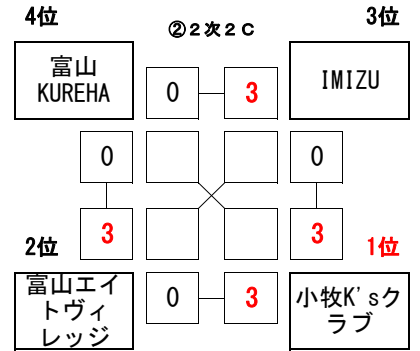 4位
②２次２Ｃ
3位
富山
KUREHA
0
3
IMIZU
0
0
3
3
2位
1位
富山エイ
トヴィ
レッジ
0
3
小牧K'sク
ラブ